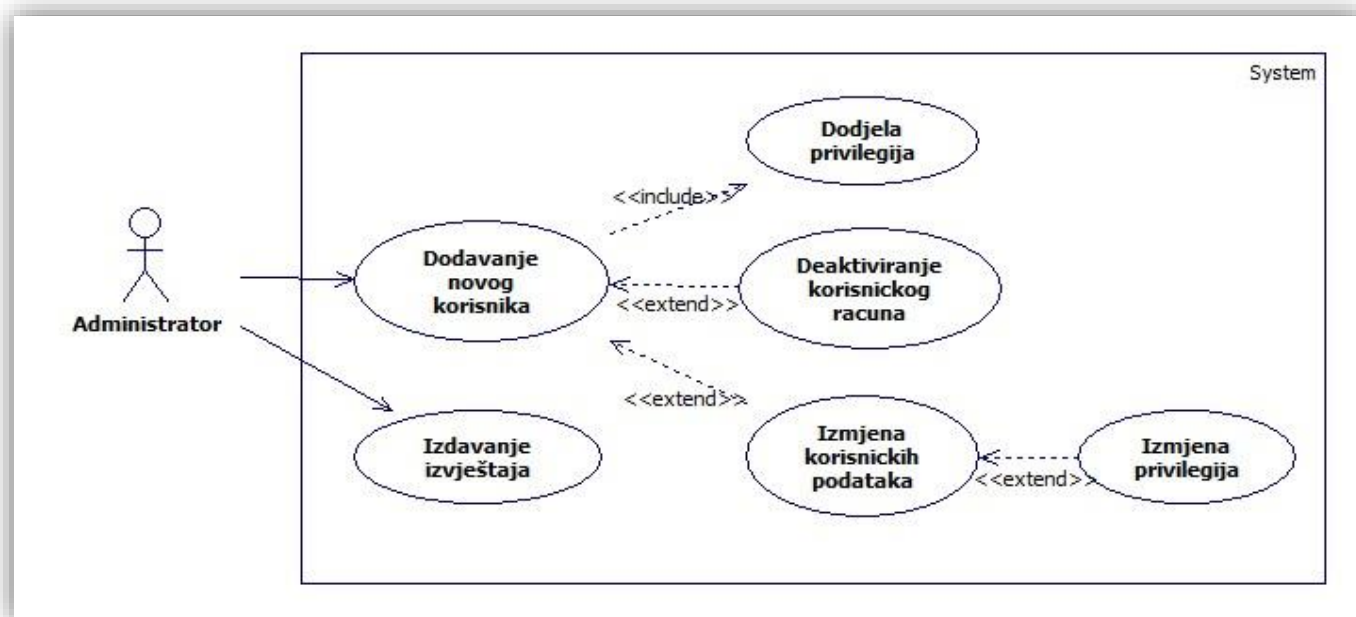 System
Dodjela
privilegija
<<include>>
Dodavanje
novog
korisnika
Deaktiviranje
korisnickog
racuna
<<extend>>
Administrator
<<extend>>
Izdavanje
izvještaja
Izmjena
korisnickih
podataka
<<extend>>
Izmjena
privilegija